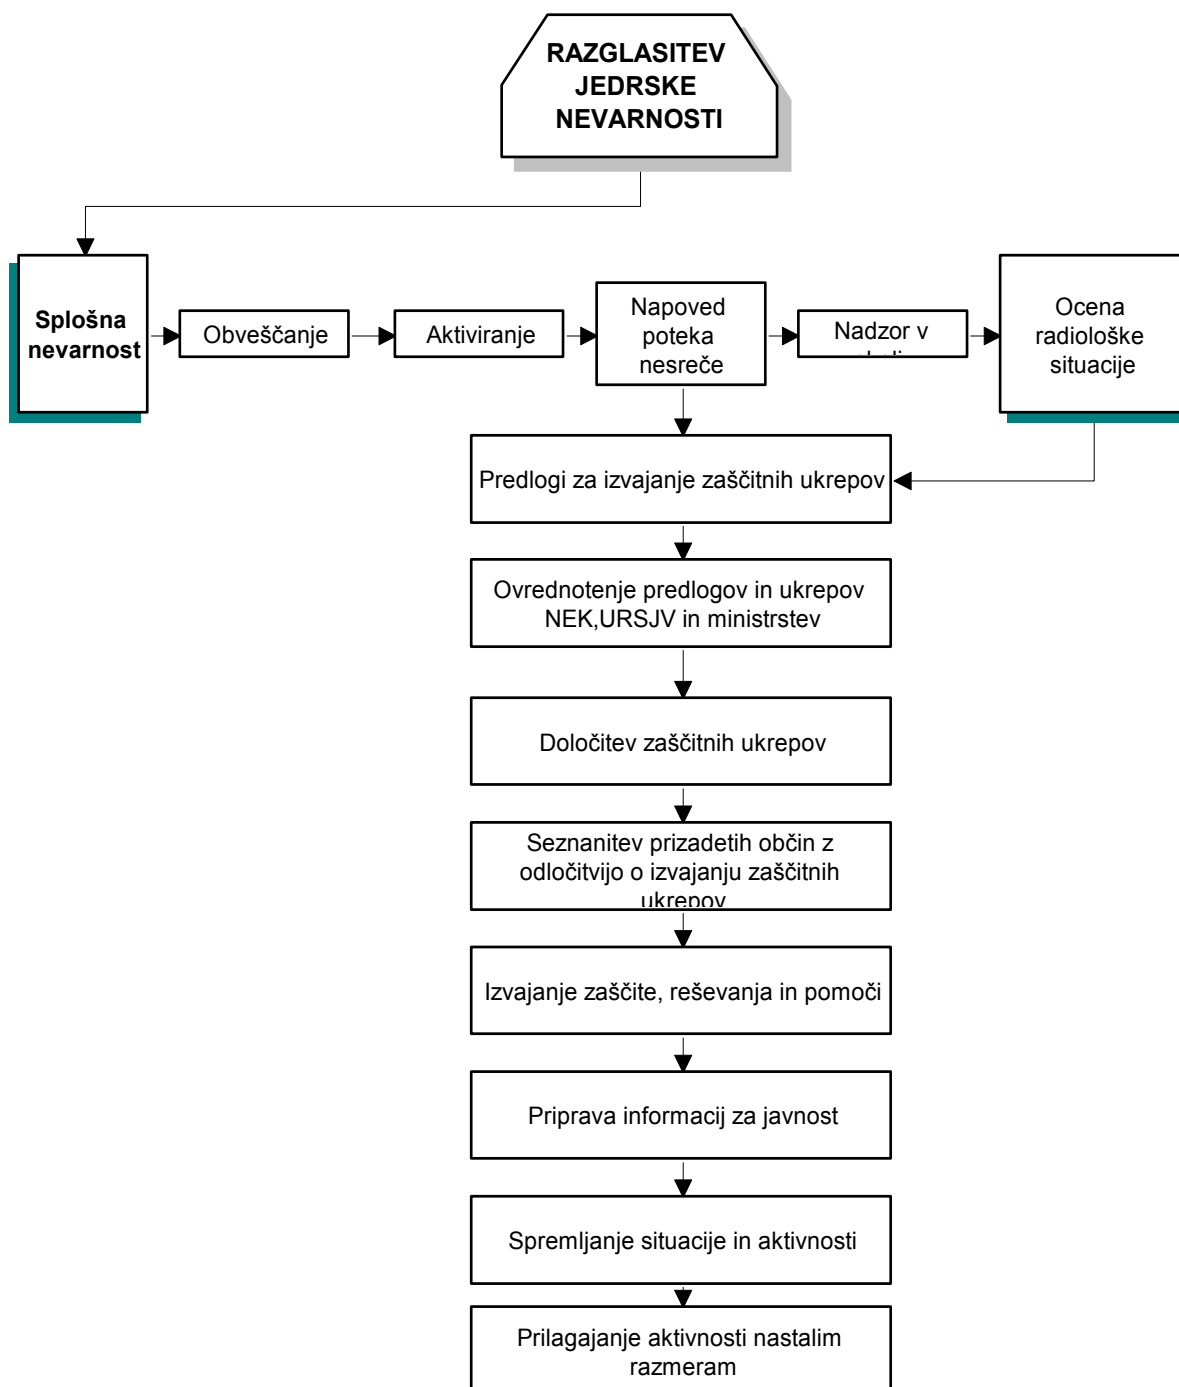 RAZGLASITEV
JEDRSKE
NEVARNOSTI
Splošna
nevarnost
Obveščanje
Aktiviranje
Napoved
poteka
nesreče
Nadzor v
Ocena
radiološke
situacije
Predlogi za izvajanje zaščitnih ukrepov
Ovrednotenje predlogov in ukrepov
NEK,URSJV in ministrstev
Določitev zaščitnih ukrepov
Seznanitev prizadetih občin z
odločitvijo o izvajanju zaščitnih
ukrepov
Izvajanje zaščite, reševanja in pomoči
Priprava informacij za javnost
Spremljanje situacije in aktivnosti
Prilagajanje aktivnosti nastalim
razmeram